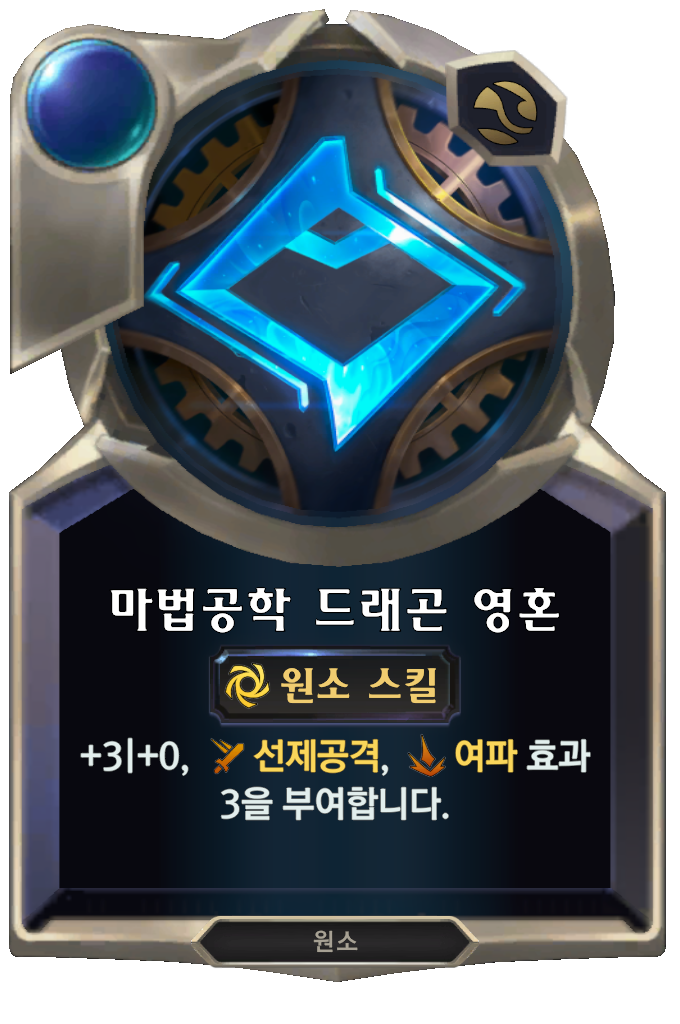 마법공학 드래곤 영혼
원소 스킬
+3|+0, 선제공격, 여파 효과
3을 부여합니다.
원소